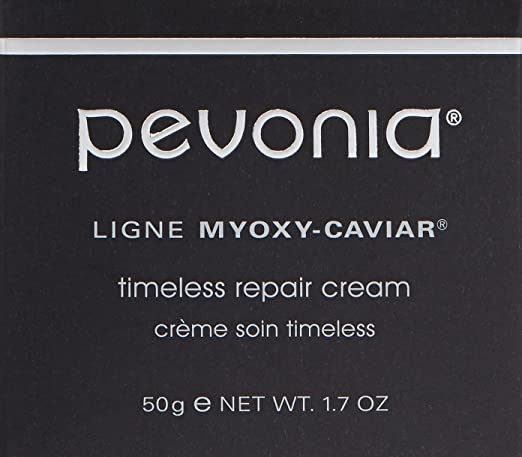 pevonia®
LIGNE MYOXY-CAVIAR®
timeless repair cream
crème soin timeless
50g e NET WT. 1.7 OZ